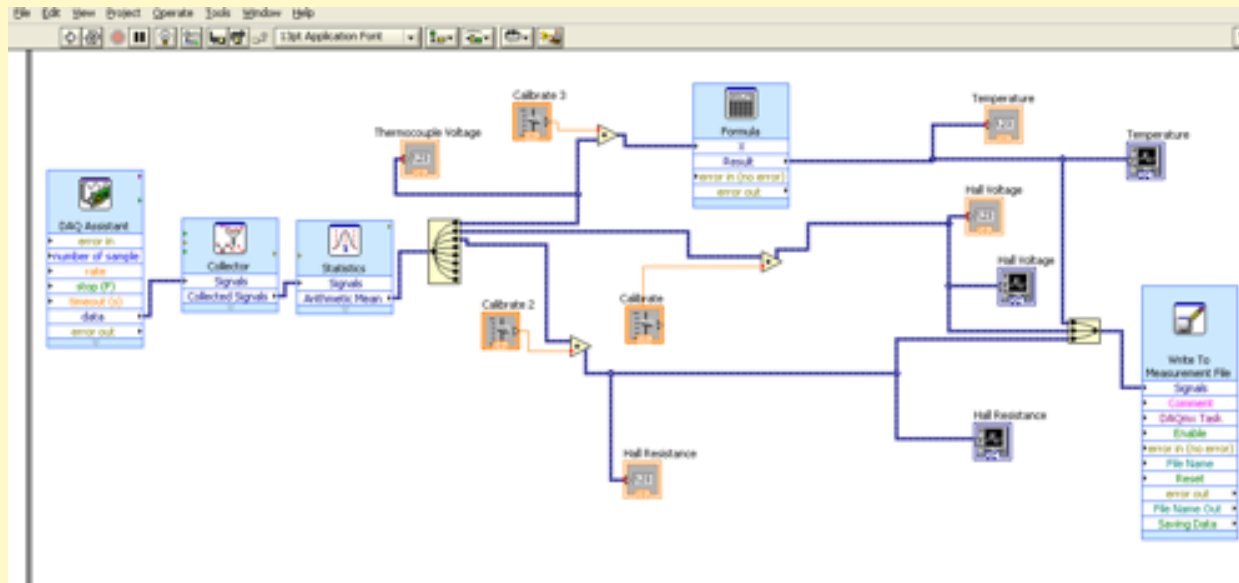 File Edit View Project Operate Tools Window Help
13pt Application Font
Calibrate 3
Thermocouple Voltage
Formula
X
Result
error in (no error)
error out
Temperature
Temperature
DAQ Assistant
error in
number of sample
rate
stop (F)
timeout (s)
data
error out
Collector
Signals
Collected Signals
Statistics
Signals
Arithmetic Mean
Hall Voltage
Hall Voltage
Calibrate 2
Calibrate
Hall Resistance
Hall Resistance
Write To
Measurement File
Signals
Comment
DAQmx Task
Enable
error in (no error)
File Name
Reset
error out
File Name Out
Saving Data